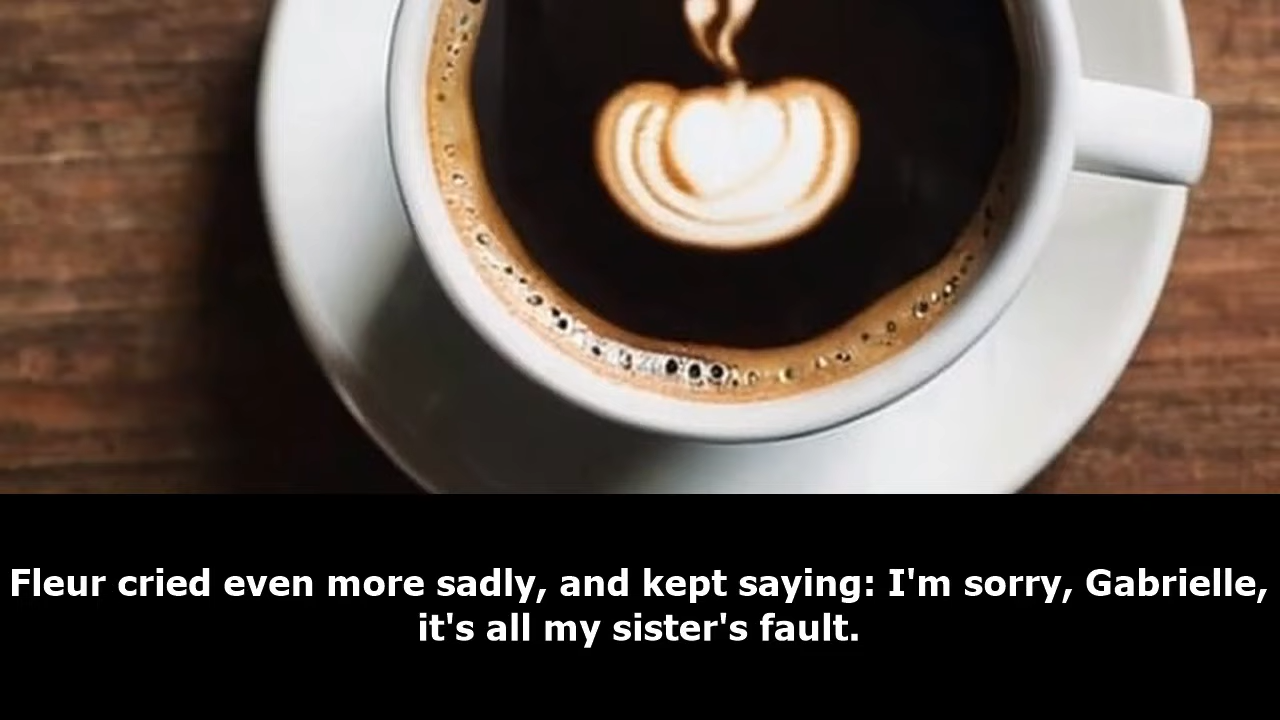 Fleur cried even more sadly, and kept saying: I'm sorry, Gabrielle,
it's all my sister's fault.